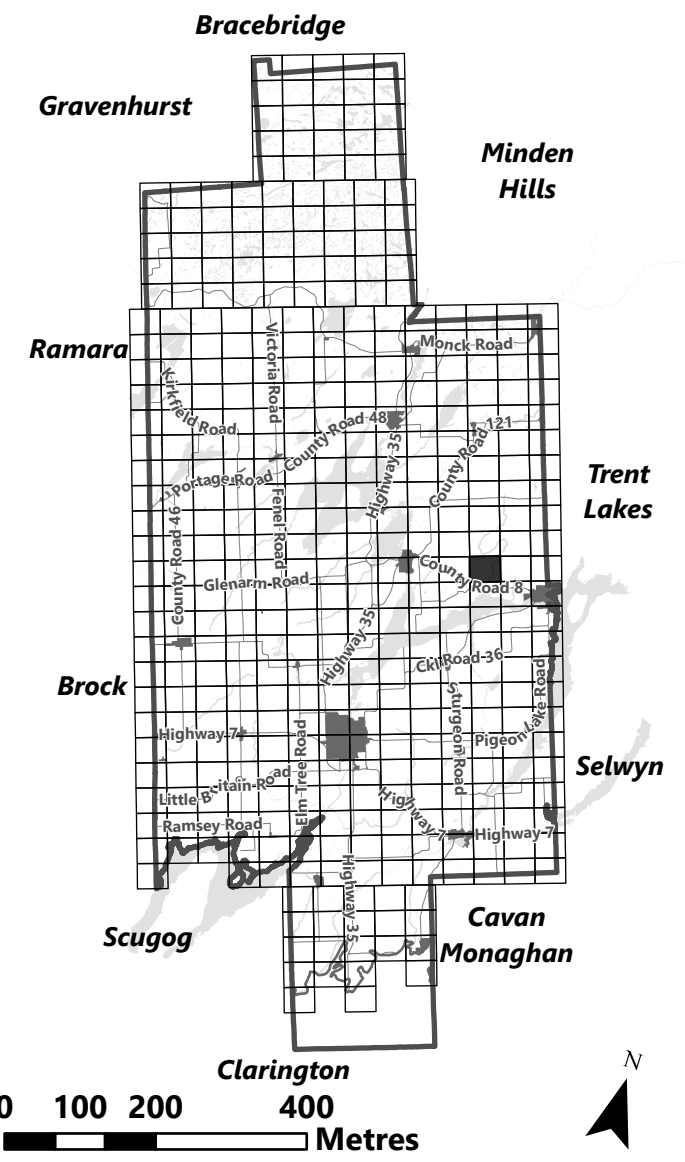 Bracebridge
Gravenhurst
Minden
Hills
Ramara
Victoria Road
Monck Road
Kirkfield Road
County Road 48
Highway 35
County Road 121
Portage Road
Fenel Road
Trent
Lakes
County Road 46
County Road 8
Glenarm Road
Highway 35
Ckl Road 36
Brock
Sturgeon Road
Pigeon Lake Road
Highway 7
Elm Tree Road
Selwyn
Little Britain Road
Highway 7
Ramsey Road
Highway 7
Highway 35
Cavan
Monaghan
Scugog
Clarington
N
0 100 200 400
Metres